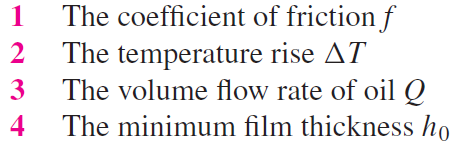 1 The coefficient of friction f
2 The temperature rise ΔT
3 The volume flow rate of oil Q
4 The minimum film thickness h₀